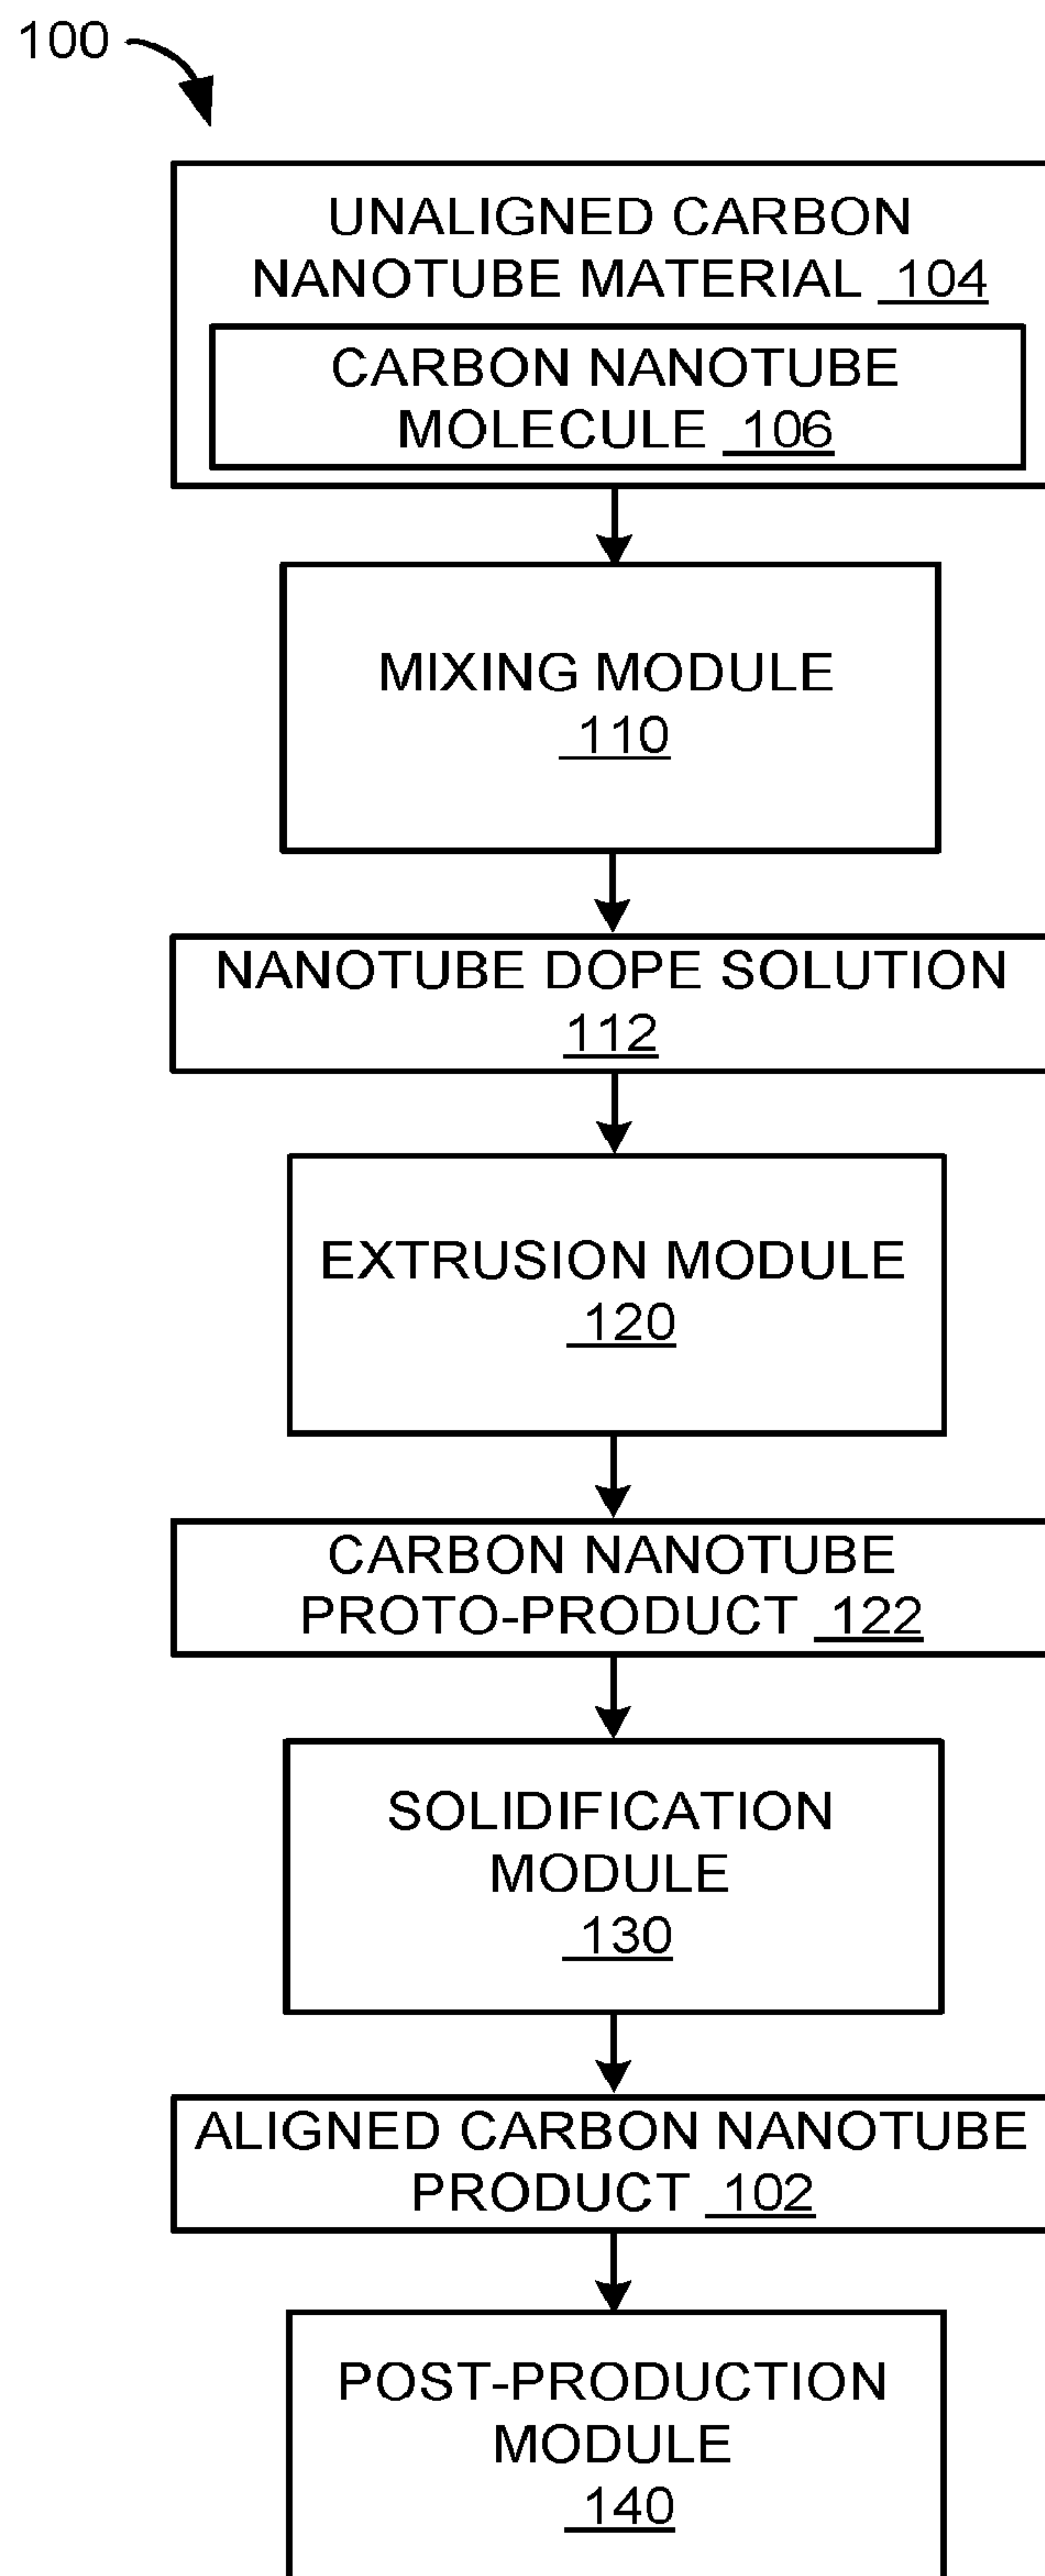 100
UNALIGNED CARBON
NANOTUBE MATERIAL 104
CARBON NANOTUBE
MOLECULE 106
MIXING MODULE
110
NANOTUBE DOPE SOLUTION
112
EXTRUSION MODULE
120
CARBON NANOTUBE
PROTO-PRODUCT 122
SOLIDIFICATION
MODULE
130
ALIGNED CARBON NANOTUBE
PRODUCT 102
POST-PRODUCTION
MODULE
140